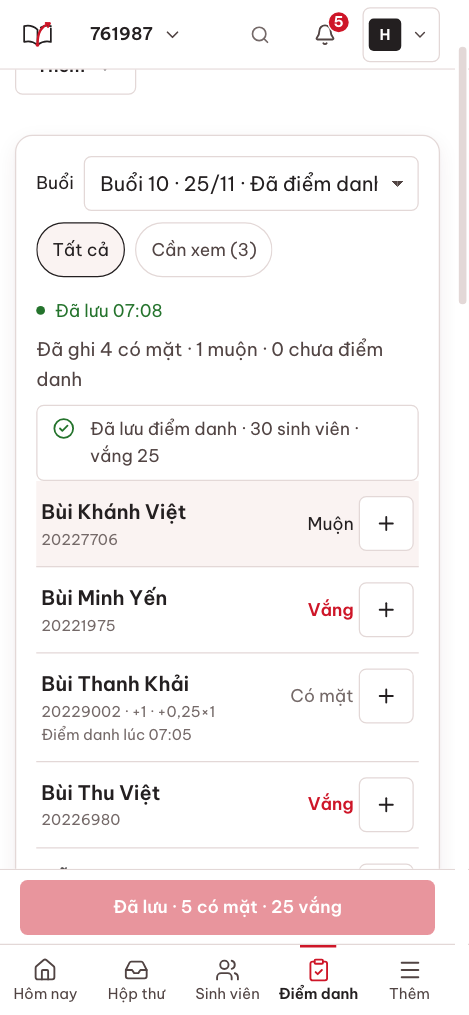 761987
5
H
Thêm
Buổi
Buổi 10 · 25/11 · Đã điểm danh
Tất cả
Cần xem (3)
Đã lưu 07:08
Đã ghi 4 có mặt · 1 muộn · 0 chưa điểm
danh
Đã lưu điểm danh · 30 sinh viên ·
vắng 25
Bùi Khánh Việt
Muộn
20227706
Bùi Minh Yến
Vắng
20221975
Bùi Thanh Khải
Có mặt
20229002 · +1 · +0,25×1
Điểm danh lúc 07:05
Bùi Thu Việt
Vắng
20226980
Đã lưu · 5 có mặt · 25 vắng
Hôm nay
Hộp thư
Sinh viên
Điểm danh
Thêm